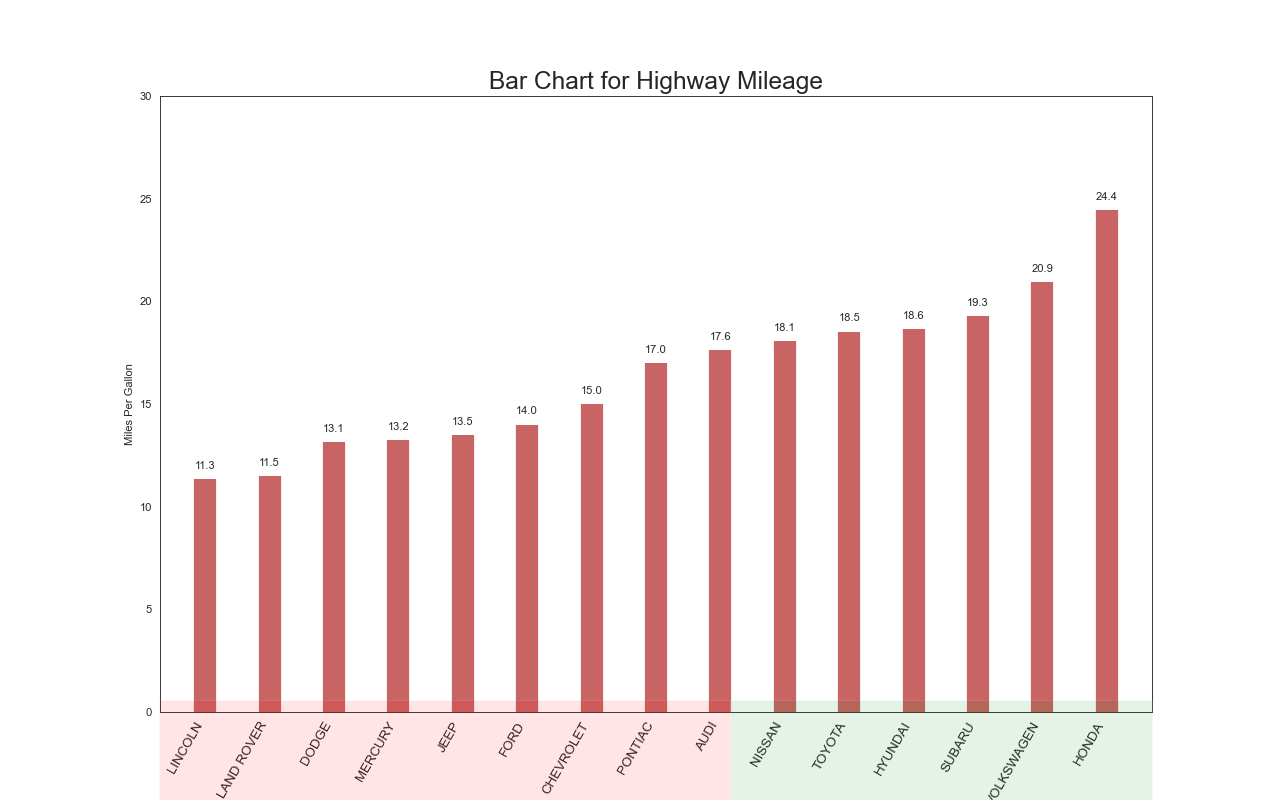 Bar Chart for Highway Mileage
30
25
20
15
10
5
0
Miles Per Gallon
11.3
11.5
13.1
13.2
13.5
14.0
15.0
17.0
17.6
18.1
18.5
18.6
19.3
20.9
24.4
LINCOLN
LAND ROVER
DODGE
MERCURY
JEEP
FORD
CHEVROLET
PONTIAC
AUDI
NISSAN
TOYOTA
HYUNDAI
SUBARU
VOLKSWAGEN
HONDA